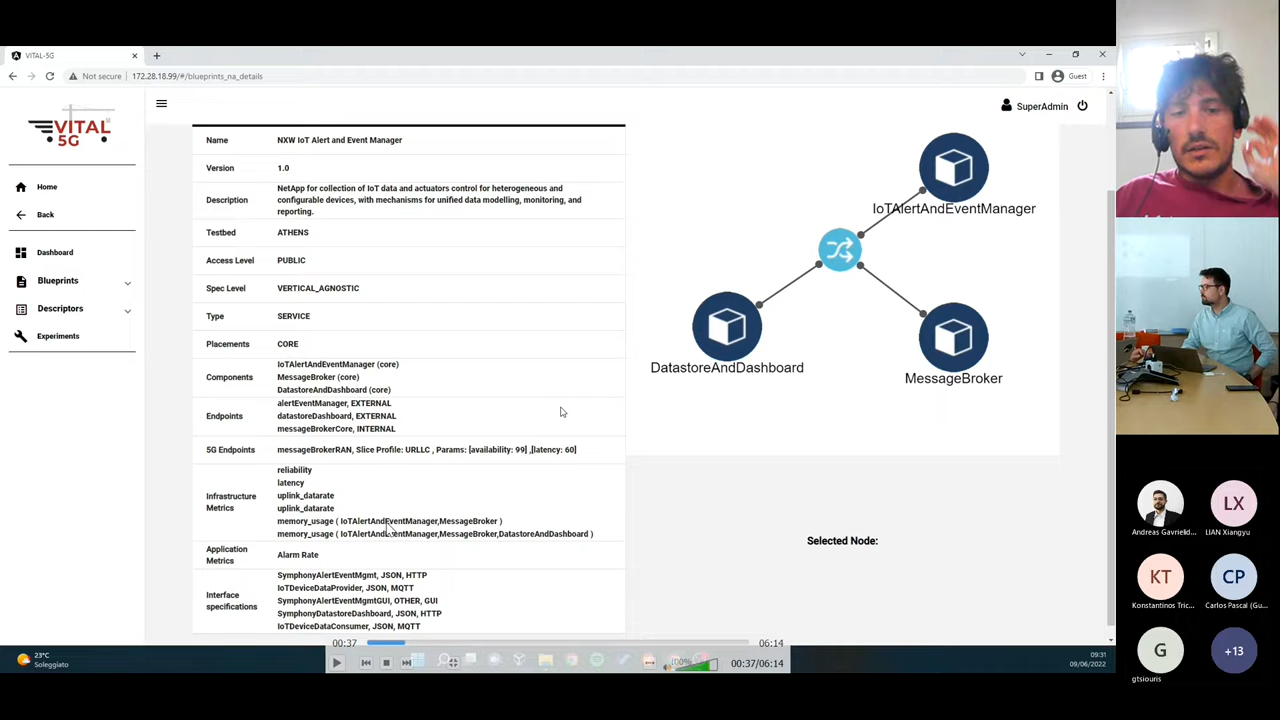 VITAL-5G
Not secure
172.28.18.99/#/blueprints_na_details
Guest
VITAL
5G
SuperAdmin
Home
Back
Dashboard
Blueprints
Descriptors
Experiments
Name NXW IoT Alert and Event Manager
Version 1.0
Description NetApp for collection of IoT data and actuators control for heterogeneous and
configurable devices, with mechanisms for unified data modelling, monitoring, and
reporting.
Testbed ATHENS
Access Level PUBLIC
Spec Level VERTICAL_AGNOSTIC
Type SERVICE
Placements CORE
Components IoTAlertAndEventManager (core)
MessageBroker (core)
DatastoreAndDashboard (core)
Endpoints alertEventManager, EXTERNAL
datastoreDashboard, EXTERNAL
messageBrokerCore, INTERNAL
5G Endpoints messageBrokerRAN, Slice Profile: URLLC , Params: [availability: 99] ,[latency: 60]
Infrastructure Metrics reliability
latency
uplink_datarate
uplink_datarate
memory_usage ( IoTAlertAndEventManager,MessageBroker )
memory_usage ( IoTAlertAndEventManager,MessageBroker,DatastoreAndDashboard )
Application Metrics Alarm Rate
Interface specifications SymphonyAlertEventMgmt, JSON, HTTP
IoTDeviceDataProvider, JSON, MQTT
SymphonyAlertEventMgmtGUI, OTHER, GUI
SymphonyDatastoreDashboard, JSON, HTTP
IoTDeviceDataConsumer, JSON, MQTT
IoTAlertAndEventManager
DatastoreAndDashboard
MessageBroker
Selected Node:
00:37
06:14
100%
00:37/06:14
23°C
Soleggiato
09:31
09/06/2022
Andreas Gavrielid...
LX
LIAN Xiangyu
KT
Konstantinos Tric...
CP
Carlos Pascal (Gu...
G
gtsiouris
+13